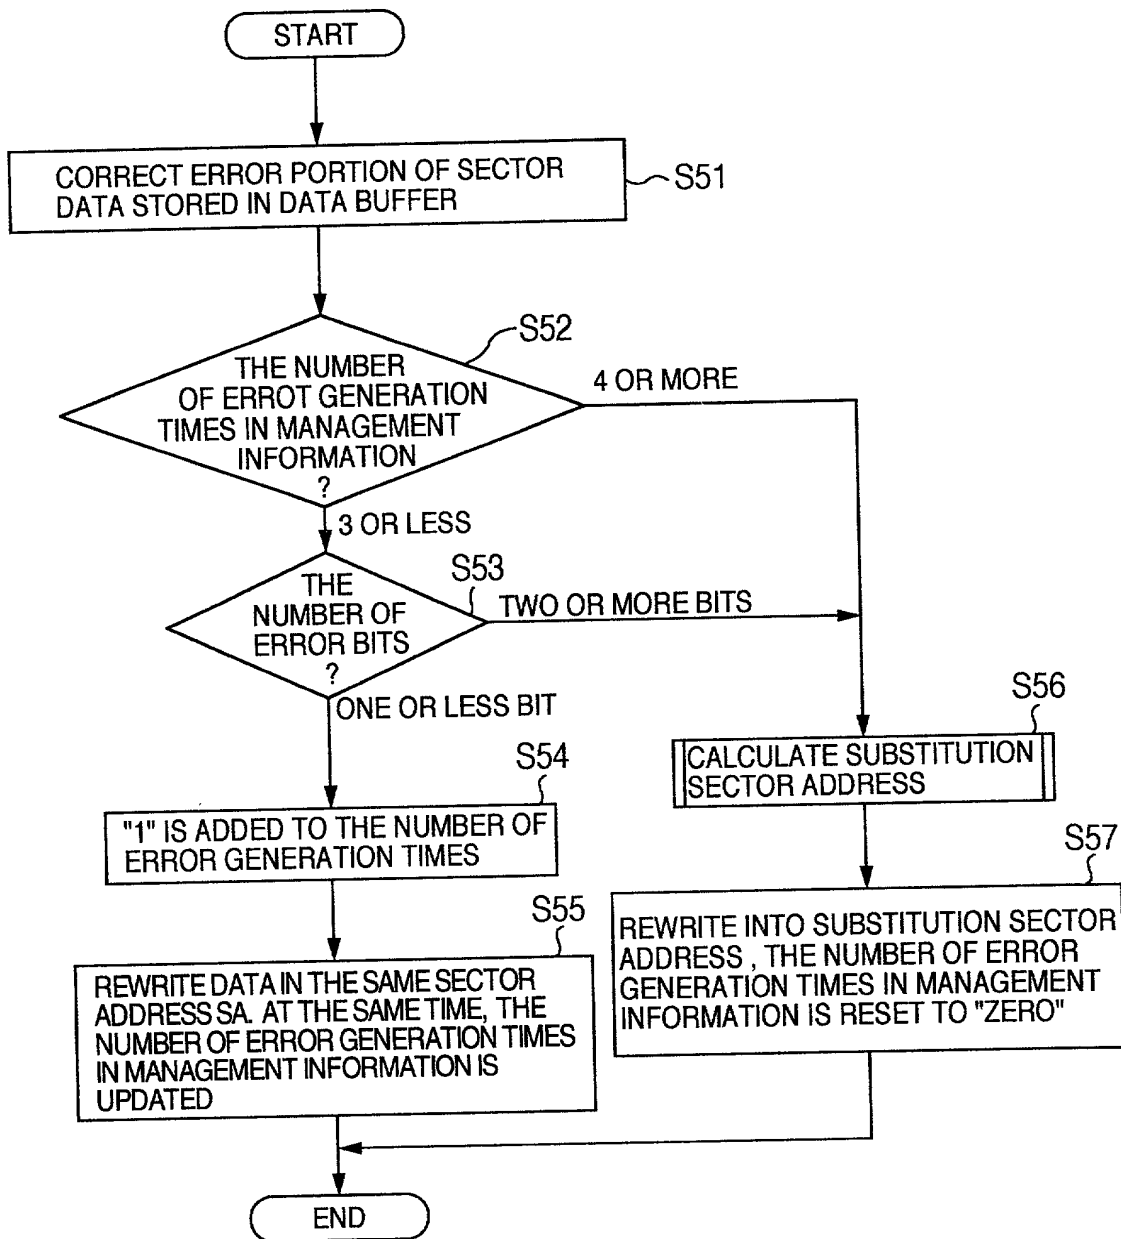 START
CORRECT ERROR PORTION OF SECTOR
DATA STORED IN DATA BUFFER
S51
S52
THE NUMBER
OF ERROT GENERATION
TIMES IN MANAGEMENT
INFORMATION
?
4 OR MORE
3 OR LESS
S53
THE
NUMBER OF
ERROR BITS
?
TWO OR MORE BITS
ONE OR LESS BIT
S54
"1" IS ADDED TO THE NUMBER OF
ERROR GENERATION TIMES
S55
REWRITE DATA IN THE SAME SECTOR
ADDRESS SA. AT THE SAME TIME, THE
NUMBER OF ERROR GENERATION TIMES
IN MANAGEMENT INFORMATION IS
UPDATED
S56
CALCULATE SUBSTITUTION
SECTOR ADDRESS
S57
REWRITE INTO SUBSTITUTION SECTOR
ADDRESS , THE NUMBER OF ERROR
GENERATION TIMES IN MANAGEMENT
INFORMATION IS RESET TO "ZERO"
END